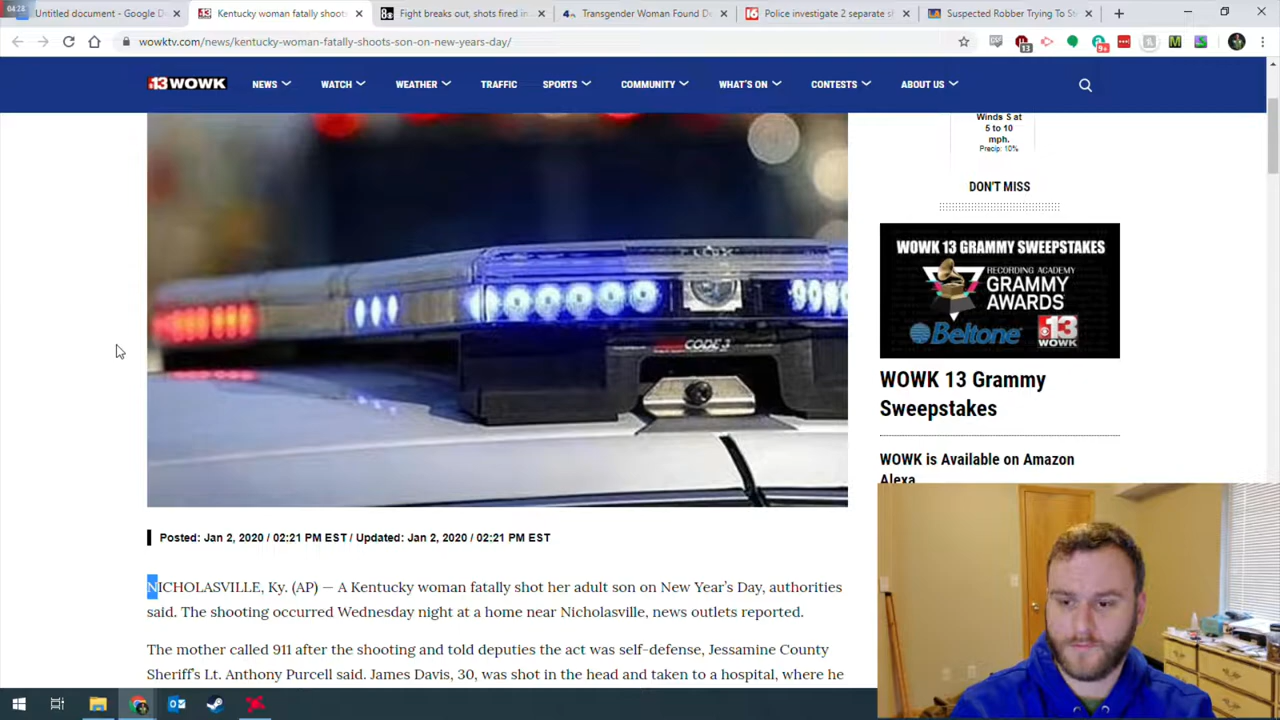 04:28
Untitled document - Google D
Kentucky woman fatally shoots
Fight breaks out, shots fired in
Transgender Woman Found De
Police investigate 2 separate s
Suspected Robber Trying To St
wowktv.com/news/kentucky-woman-fatally-shoots-son-on-new-years-day/
13 WOWK
NEWS
WATCH
WEATHER
TRAFFIC
SPORTS
COMMUNITY
WHAT'S ON
CONTESTS
ABOUT US
Winds S at
5 to 10
mph.
Precip: 10%
DON'T MISS
WOWK 13 GRAMMY SWEEPSTAKES
RECORDING ACADEMY
GRAMMY
AWARDS
Beltone
13
WOWK
CODE 3
WOWK 13 Grammy
Sweepstakes
WOWK is Available on Amazon
Alexa
Posted: Jan 2, 2020 / 02:21 PM EST / Updated: Jan 2, 2020 / 02:21 PM EST
NICHOLASVILLE, Ky. (AP) — A Kentucky woman fatally shot her adult son on New Year's Day, authorities
said. The shooting occurred Wednesday night at a home near Nicholasville, news outlets reported.
The mother called 911 after the shooting and told deputies the act was self-defense, Jessamine County
Sheriff's Lt. Anthony Purcell said. James Davis, 30, was shot in the head and taken to a hospital, where he